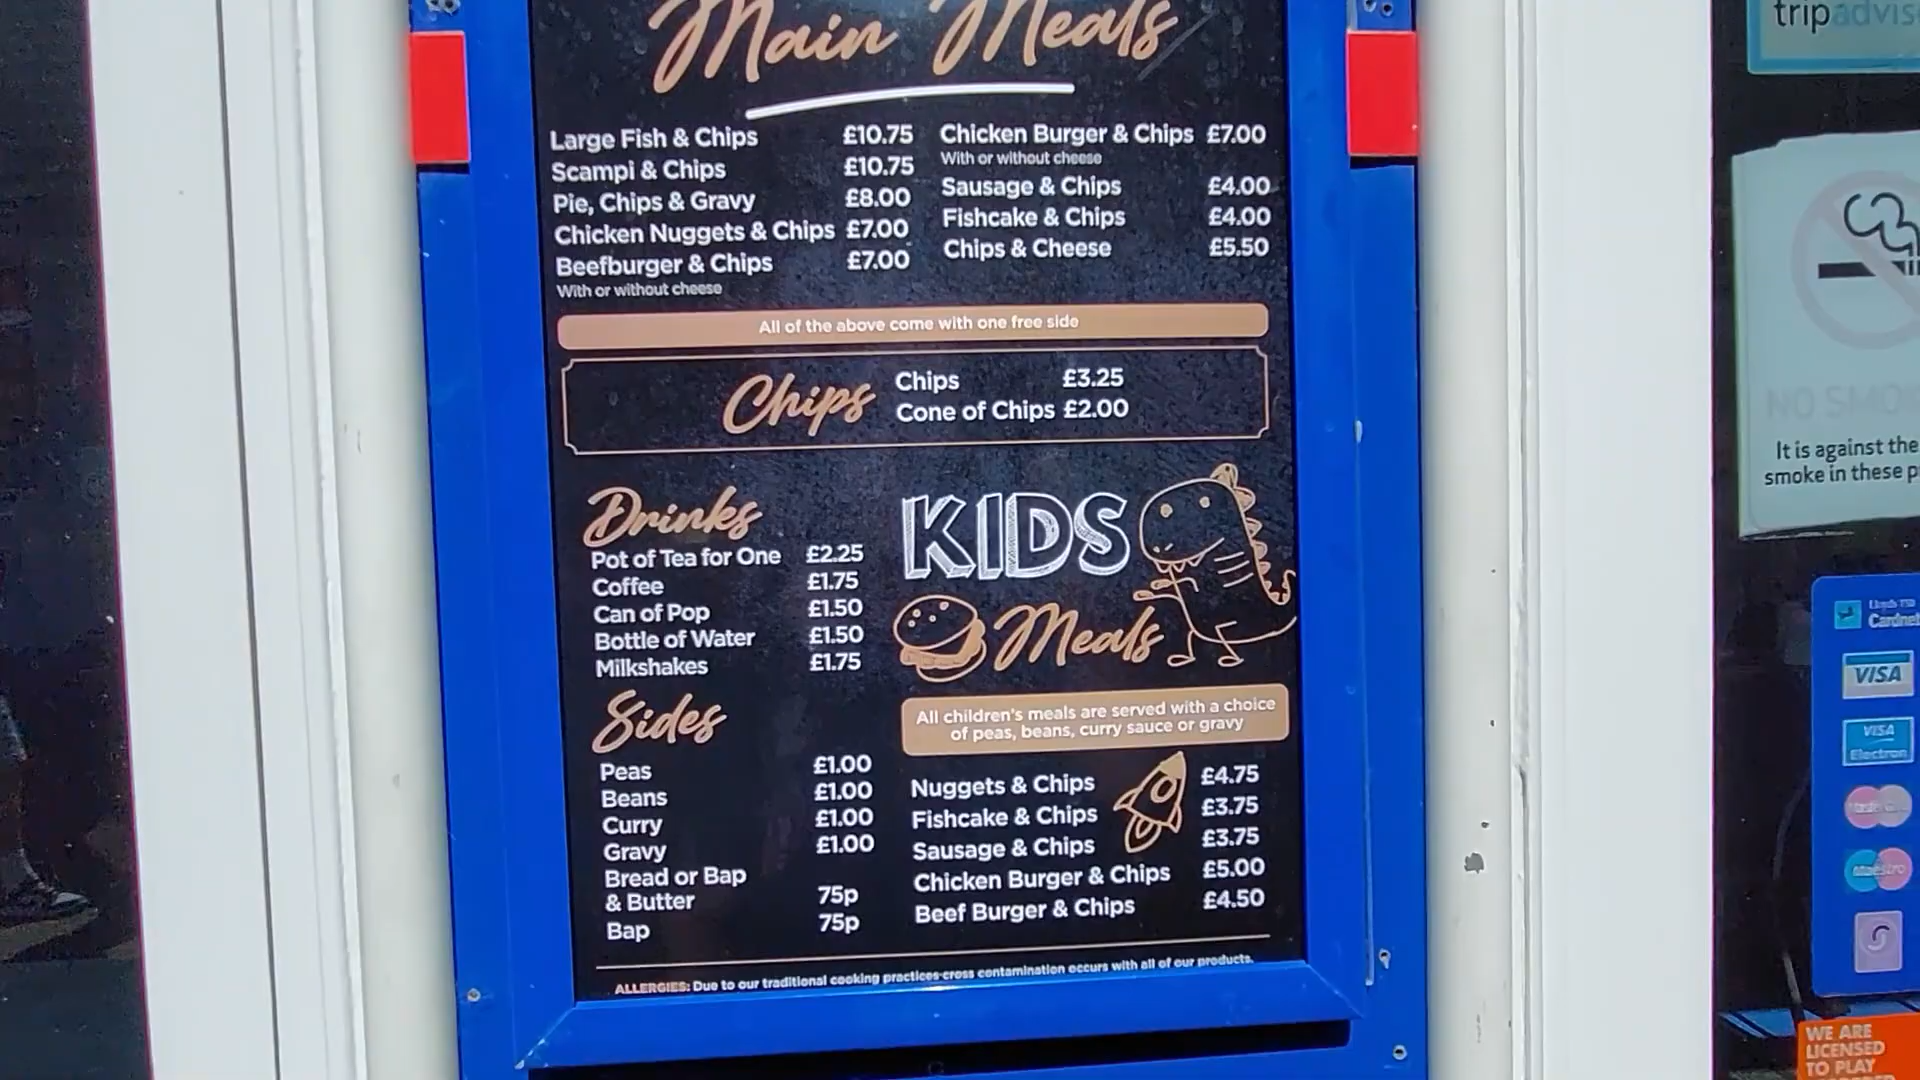 Main Meals
Large Fish & Chips £10.75
Scampi & Chips £10.75
Pie, Chips & Gravy £8.00
Chicken Nuggets & Chips £7.00
Beefburger & Chips £7.00
With or without cheese
Chicken Burger & Chips £7.00
With or without cheese
Sausage & Chips £4.00
Fishcake & Chips £4.00
Chips & Cheese £5.50
All of the above come with one free side
Chips
Chips £3.25
Cone of Chips £2.00
Drinks
Pot of Tea for One £2.25
Coffee £1.75
Can of Pop £1.50
Bottle of Water £1.50
Milkshakes £1.75
Sides
Peas £1.00
Beans £1.00
Curry £1.00
Gravy £1.00
Bread or Bap
& Butter 75p
Bap 75p
KIDS
Meals
All children's meals are served with a choice
of peas, beans, curry sauce or gravy
Nuggets & Chips £4.75
Fishcake & Chips £3.75
Sausage & Chips £3.75
Chicken Burger & Chips £5.00
Beef Burger & Chips £4.50
ALLERGIES: Due to our traditional cooking practices cross contamination occurs with all of our products.
tripadvis
NO SMO
It is against the
smoke in these p
Lloyds TSB
Cardnet
VISA
VISA
Electron
MasterCard
Maestro
WE ARE
LICENSED
TO PLAY